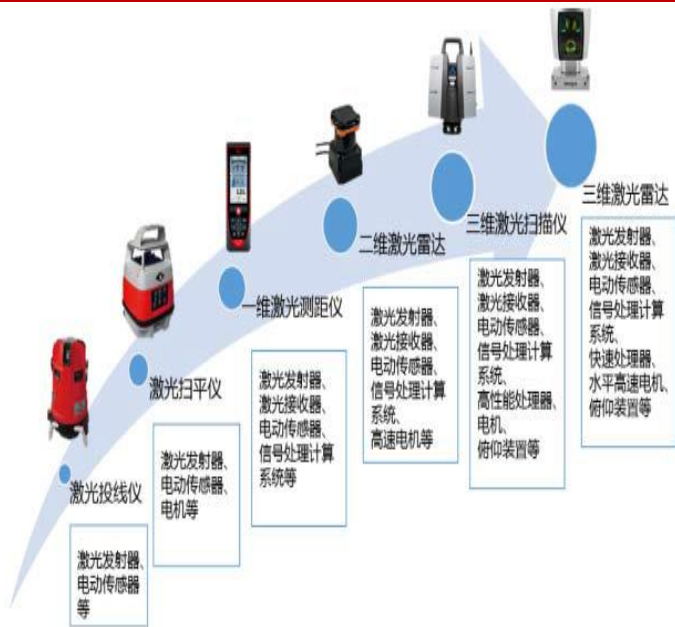 激光投线仪
激光发射器、
电动传感器
等
激光扫平仪
激光发射器、
电动传感器、
电机等
一维激光测距仪
激光发射器、
激光接收器、
电动传感器、
信号处理计算
系统等
二维激光雷达
激光发射器、
激光接收器、
电动传感器、
信号处理计算
系统、
高速电机等
三维激光扫描仪
激光发射器、
激光接收器、
电动传感器、
信号处理计算
系统、
高性能处理器、
电机、
俯仰装置等
三维激光雷达
激光发射器、
激光接收器、
电动传感器、
信号处理计算
系统、
快速处理器、
水平高速电机、
俯仰装置等